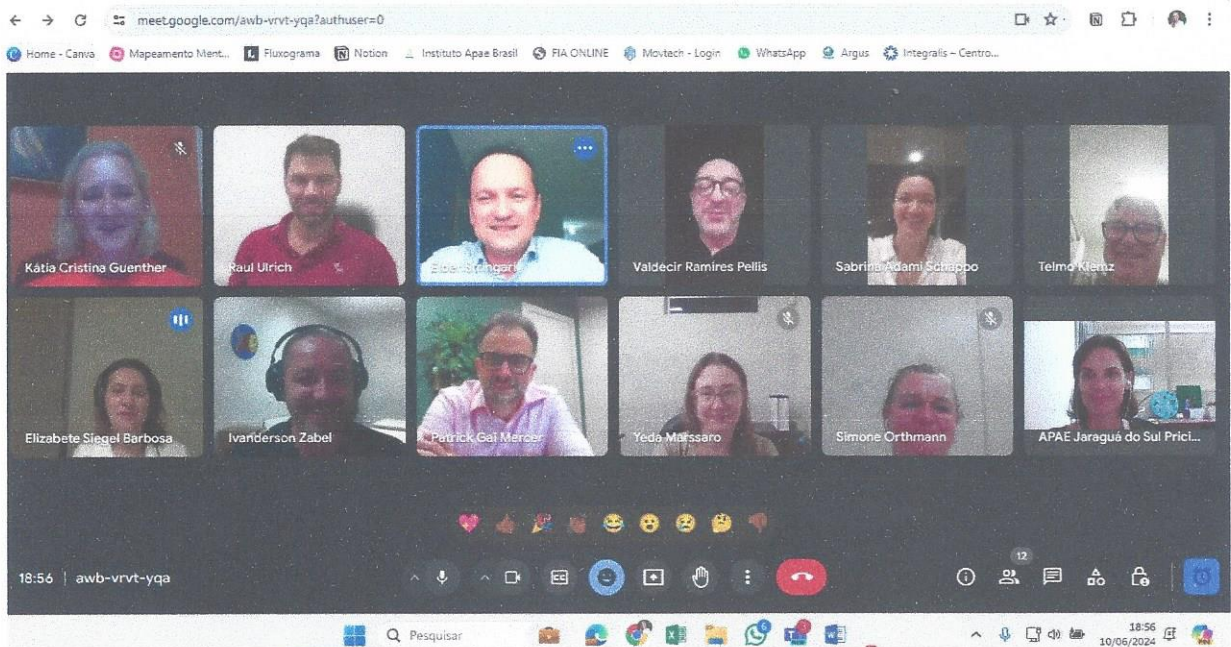 meet.google.com/awb-vrvt-yqa?authuser=0
Home - Canva Mapeamento Ment... Fluxograma Notion Instituto Apae Brasil FIA ONLINE Movtech - Login WhatsApp Argus Integralis - Centro...
Kátia Cristina Guenther Raul Ulrich Elber Stringari Valdecir Ramires Pellis Sabrina Adami Schappo Telmo Klemz
Elizabete Siegel Barbosa Ivanderson Zabel Patrick Gai Mercer Yeda Marssaro Simone Orthmann APAE Jaraguá do Sul Prici...
12
18:56 | awb-vrvt-yqa
Pesquisar
18:56
10/06/2024